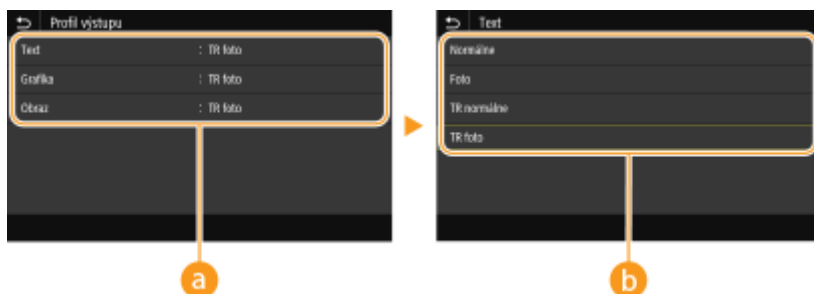 Profil výstupu
Text : TR foto
Grafika : TR foto
Obraz : TR foto
a
Text
Normálne
Foto
TR normálne
TR foto
b